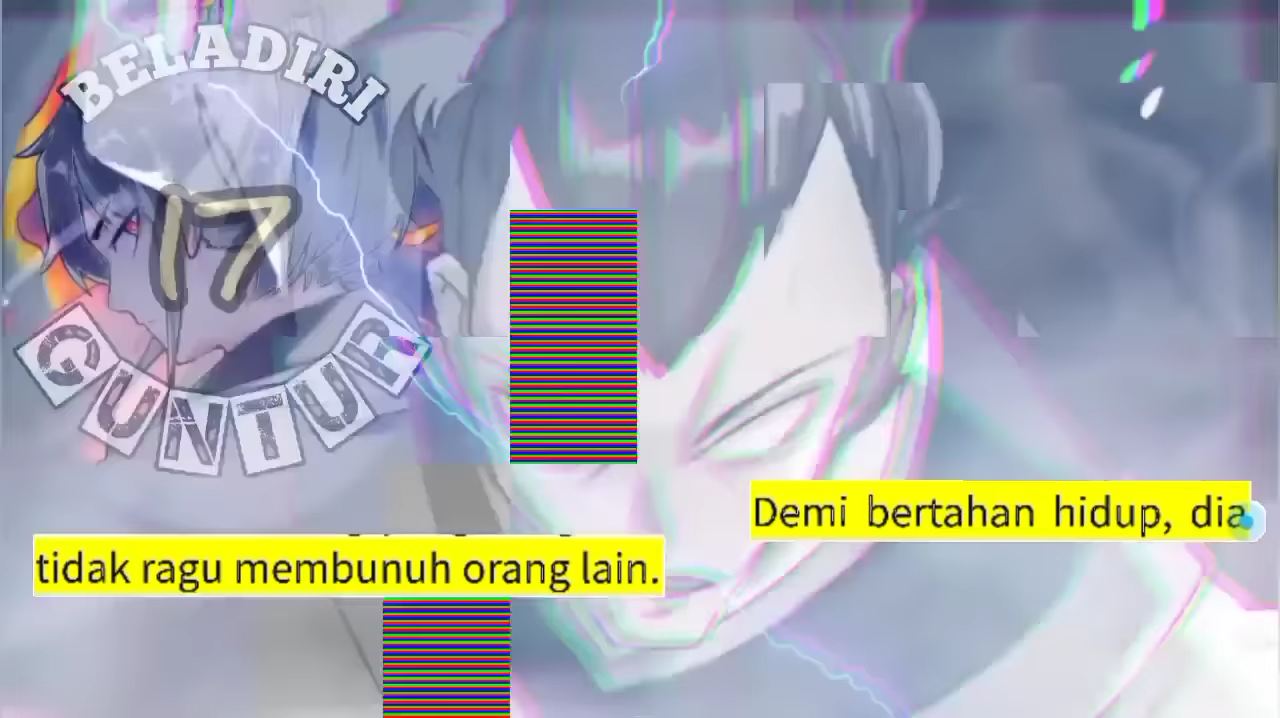 BELADIRI
17
GUNTUR
Demi bertahan hidup, dia
tidak ragu membunuh orang lain.